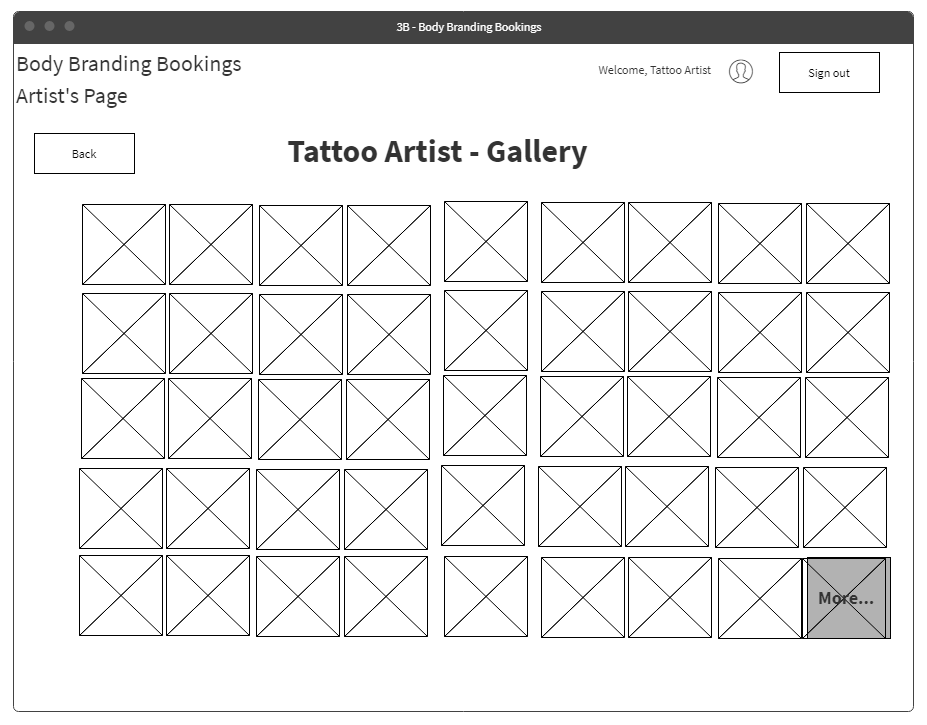 3B - Body Branding Bookings
Body Branding Bookings
Welcome, Tattoo Artist
Sign out
Artist's Page
Back
Tattoo Artist - Gallery
More...